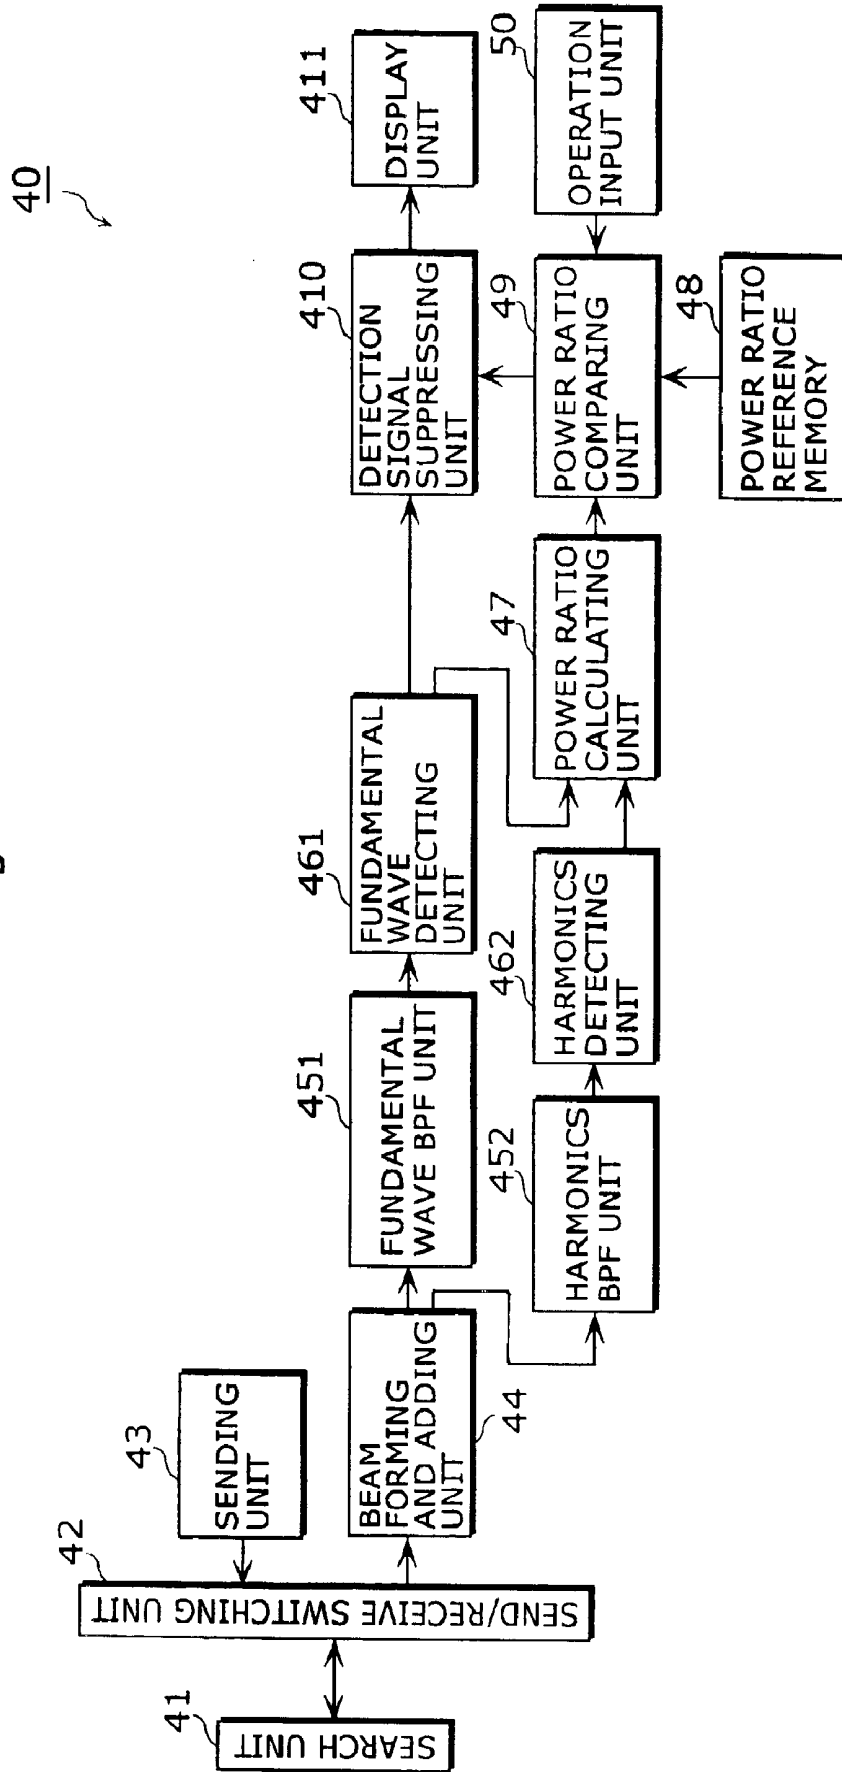 40
41
SEARCH UNIT
42
SEND/RECEIVE SWITCHING UNIT
43
SENDING
UNIT
BEAM
FORMING
AND ADDING
UNIT
44
451
FUNDAMENTAL
WAVE BPF UNIT
452
HARMONICS
BPF UNIT
461
FUNDAMENTAL
WAVE
DETECTING
UNIT
462
HARMONICS
DETECTING
UNIT
47
POWER RATIO
CALCULATING
UNIT
410
DETECTION
SIGNAL
SUPPRESSING
UNIT
49
POWER RATIO
COMPARING
UNIT
48
POWER RATIO
REFERENCE
MEMORY
411
DISPLAY
UNIT
50
OPERATION
INPUT UNIT